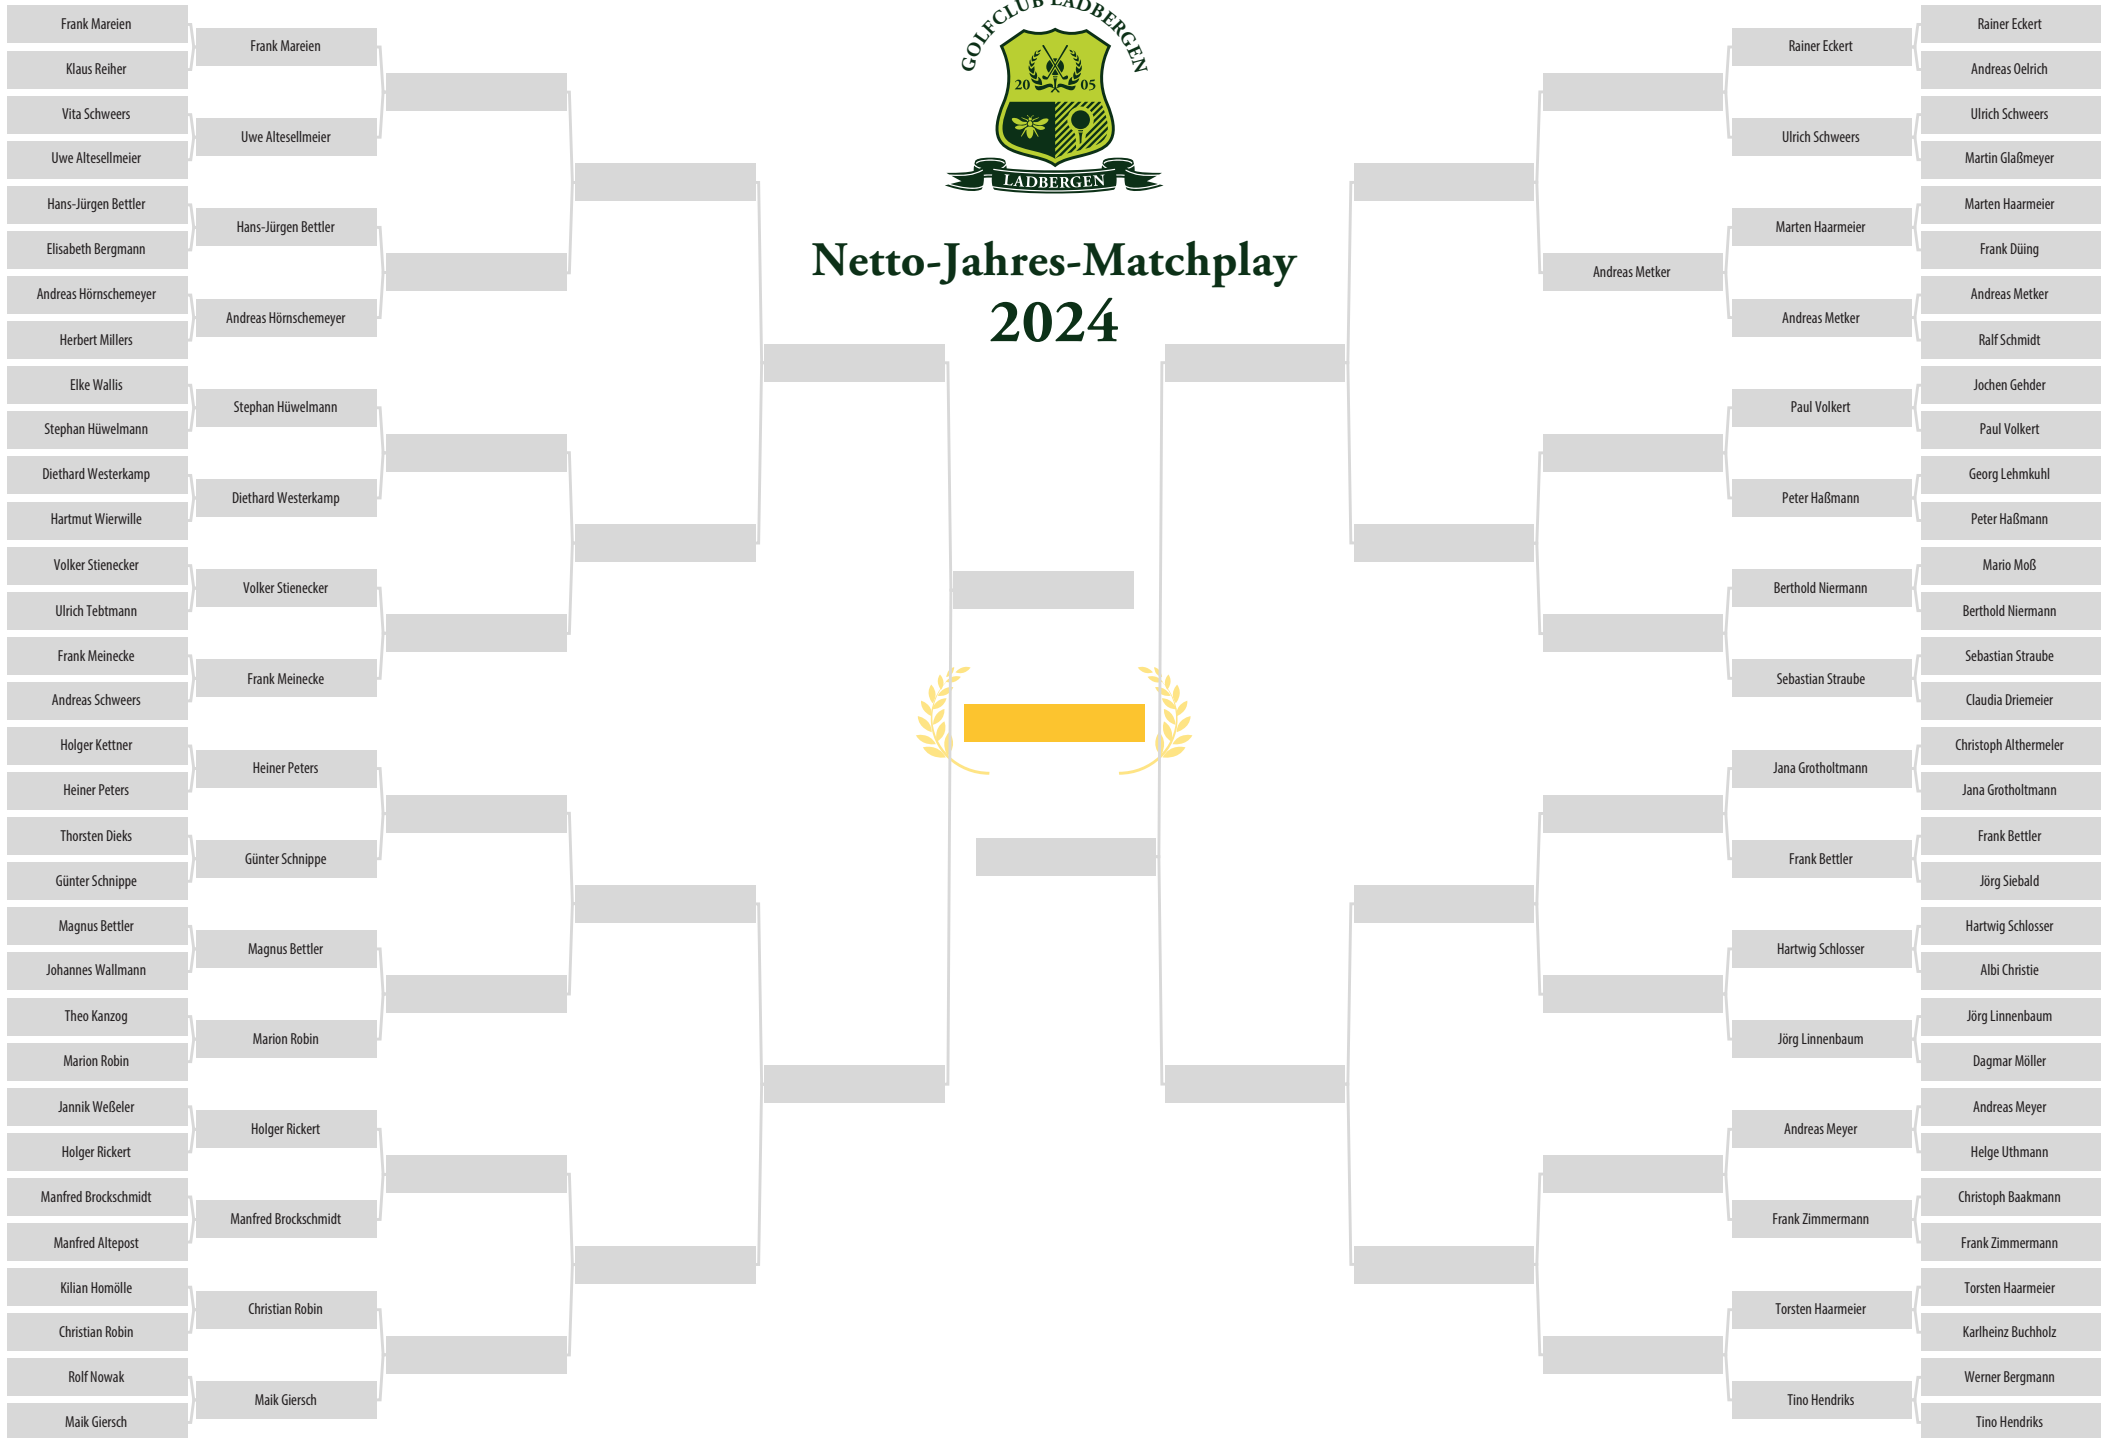 GOLFCLUB LADBERGEN
20 05
LADBERGEN
Netto-Jahres-Matchplay
2024
Frank Mareien
Klaus Reiher
Vita Schweers
Uwe Altesellmeier
Hans-Jürgen Bettler
Elisabeth Bergmann
Andreas Hörnschemeyer
Herbert Millers
Elke Wallis
Stephan Hüwelmann
Diethard Westerkamp
Hartmut Wierwille
Volker Stienecker
Ulrich Tebtmann
Frank Meinecke
Andreas Schweers
Holger Kettner
Heiner Peters
Thorsten Dieks
Günter Schnippe
Magnus Bettler
Johannes Wallmann
Theo Kanzog
Marion Robin
Jannik Weßeler
Holger Rickert
Manfred Brockschmidt
Manfred Altepost
Kilian Homölle
Christian Robin
Rolf Nowak
Maik Giersch
Frank Mareien
Uwe Altesellmeier
Hans-Jürgen Bettler
Andreas Hörnschemeyer
Stephan Hüwelmann
Diethard Westerkamp
Volker Stienecker
Frank Meinecke
Heiner Peters
Günter Schnippe
Magnus Bettler
Marion Robin
Holger Rickert
Manfred Brockschmidt
Christian Robin
Maik Giersch
Andreas Metker
Rainer Eckert
Ulrich Schweers
Marten Haarmeier
Andreas Metker
Paul Volkert
Peter Haßmann
Berthold Niermann
Sebastian Straube
Jana Grotholtmann
Frank Bettler
Hartwig Schlosser
Jörg Linnenbaum
Andreas Meyer
Frank Zimmermann
Torsten Haarmeier
Tino Hendriks
Rainer Eckert
Andreas Oelrich
Ulrich Schweers
Martin Glaßmeyer
Marten Haarmeier
Frank Düing
Andreas Metker
Ralf Schmidt
Jochen Gehder
Paul Volkert
Georg Lehmkuhl
Peter Haßmann
Mario Moß
Berthold Niermann
Sebastian Straube
Claudia Driemeier
Christoph Althermeler
Jana Grotholtmann
Frank Bettler
Jörg Siebald
Hartwig Schlosser
Albi Christie
Jörg Linnenbaum
Dagmar Möller
Andreas Meyer
Helge Uthmann
Christoph Baakmann
Frank Zimmermann
Torsten Haarmeier
Karlheinz Buchholz
Werner Bergmann
Tino Hendriks